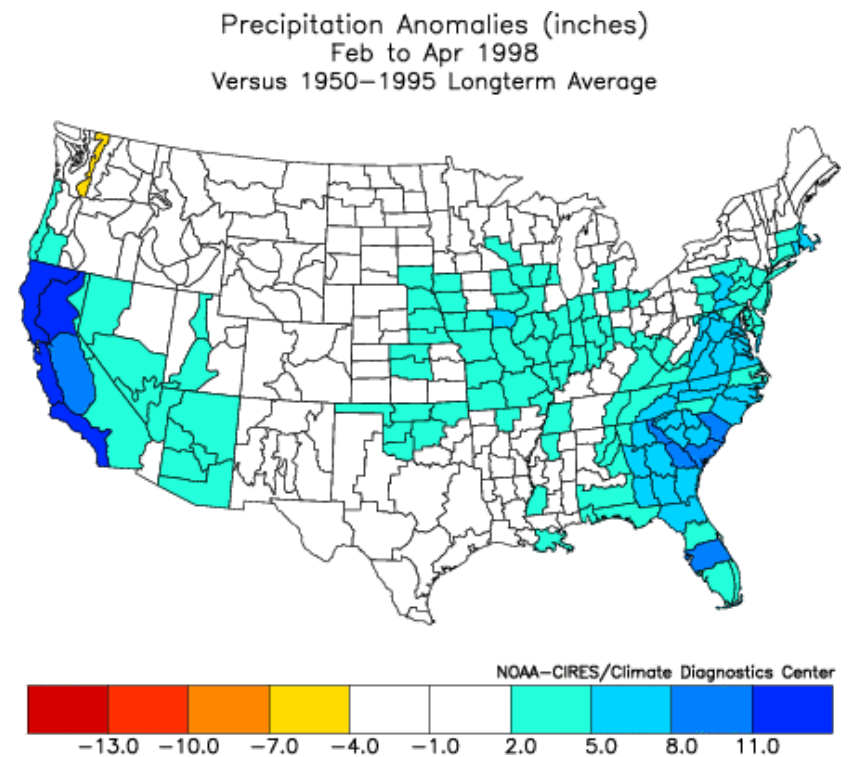 Precipitation Anomalies (inches)
Feb to Apr 1998
Versus 1950−1995 Longterm Average
NOAA−CIRES/Climate Diagnostics Center
−13.0 −10.0 −7.0 −4.0 −1.0 2.0 5.0 8.0 11.0